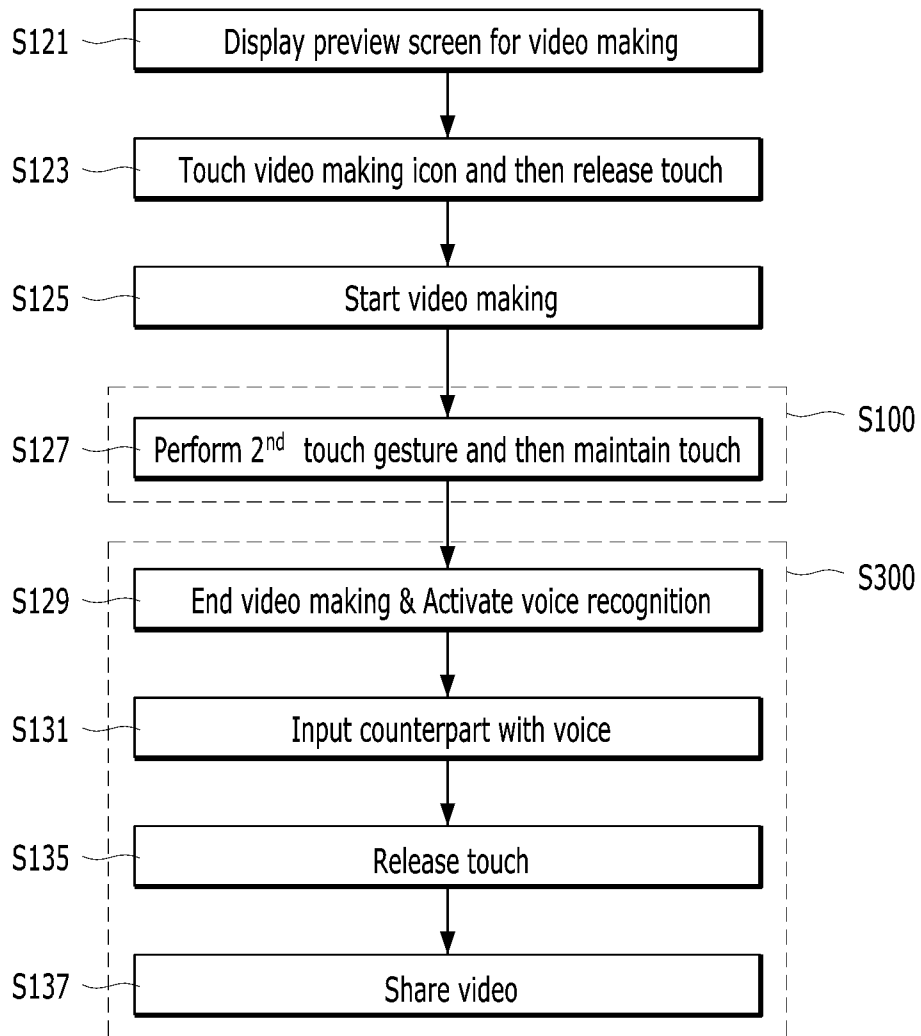 S121 Display preview screen for video making
S123 Touch video making icon and then release touch
S125 Start video making
S100
S127 Perform 2nd touch gesture and then maintain touch
S300
S129 End video making & Activate voice recognition
S131 Input counterpart with voice
S135 Release touch
S137 Share video